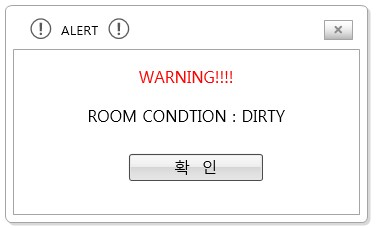 ALERT
WARNING!!!!
ROOM CONDTION : DIRTY
확 인